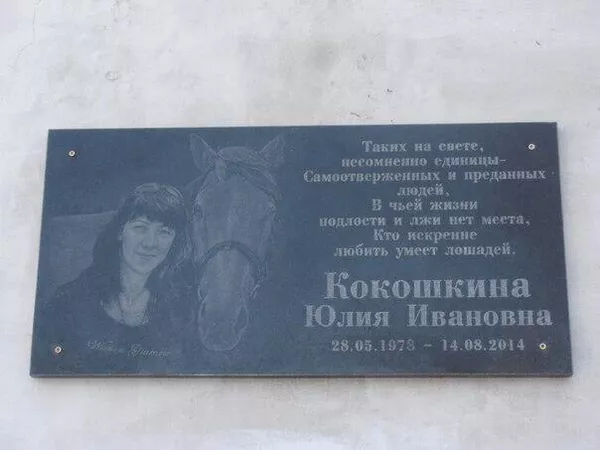 Таких на свете,
несомненно единицы-
Самоотверженных и преданных
людей,
В чьей жизни
подлости и лжи нет места,
Кто искренне
любить умеет лошадей.
Кокошкина
Юлия Ивановна
28.05.1978 – 14.08.2014